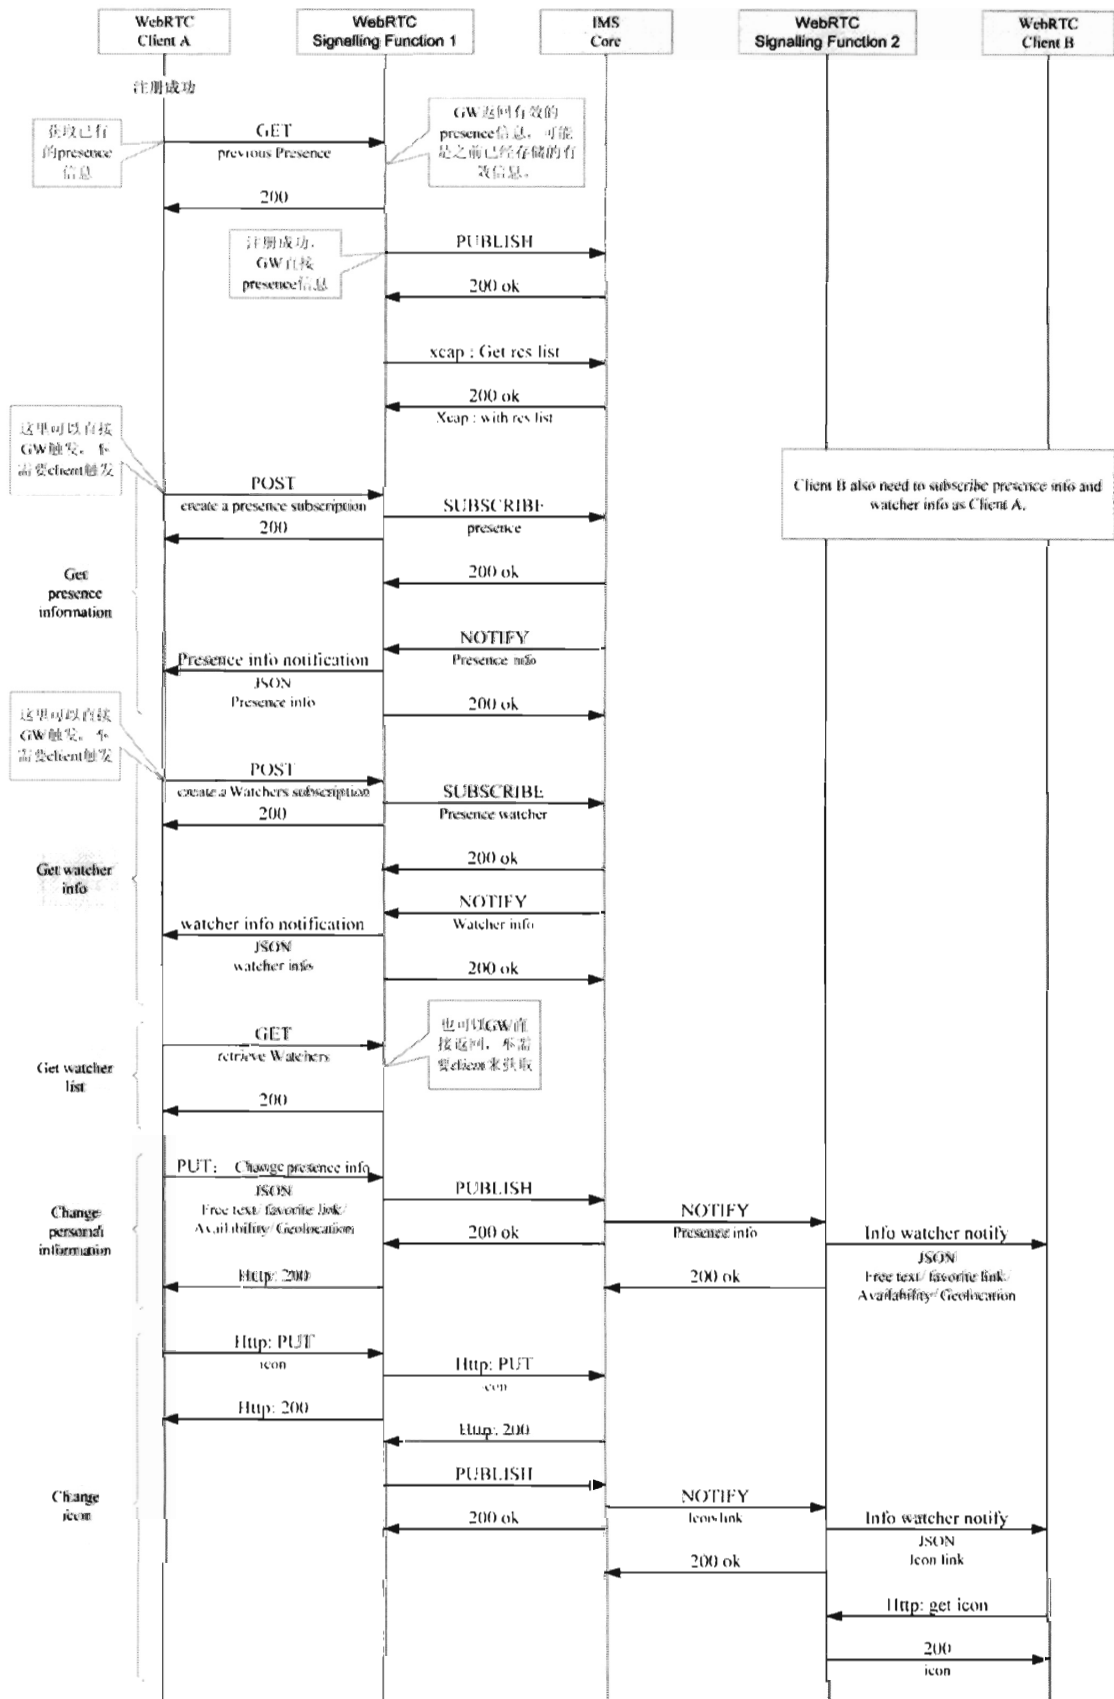 WebRTC
Client A
WebRTC
Signalling Function 1
IMS
Core
WebRTC
Signalling Function 2
WebRTC
Client B
注册成功
获取已有
的presence
信息
GET
previous Presence
GW返回有效的
presence信息，可能
是之前已经存储的有
效信息。
200
注册成功，
GW直接
presence信息
PUBLISH
200 ok
xcap : Get res list
200 ok
Xcap : with res list
这里可以直接
GW触发，不
需要client触发
POST
create a presence subscription
SUBSCRIBE
presence
200
Client B also need to subscribe presence info and
watcher info as Client A.
200 ok
Get
presence
information
NOTIFY
Presence info
Presence info notification
JSON
Presence info
200 ok
这里可以直接
GW触发，不
需要client触发
POST
create a Watchers subscription
SUBSCRIBE
Presence watcher
200
200 ok
Get watcher
info
NOTIFY
Watcher info
watcher info notification
JSON
watcher info
200 ok
GET
retrieve Watchers
也可以GW直
接返回，不需
要client来获取
Get watcher
list
200
PUT： Change presence info
JSON
Free text/ favorite link/
Availability/ Geolocation
PUBLISH
NOTIFY
Presence info
200 ok
Change
personal
information
Info watcher notify
JSON
Free text/ favorite link/
Availability/ Geolocation
Http: 200
200 ok
Http: PUT
icon
Http: PUT
icon
Http: 200
Http: 200
PUBLISH
Change
icon
NOTIFY
Icon link
200 ok
Info watcher notify
JSON
Icon link
200 ok
Http: get icon
200
icon